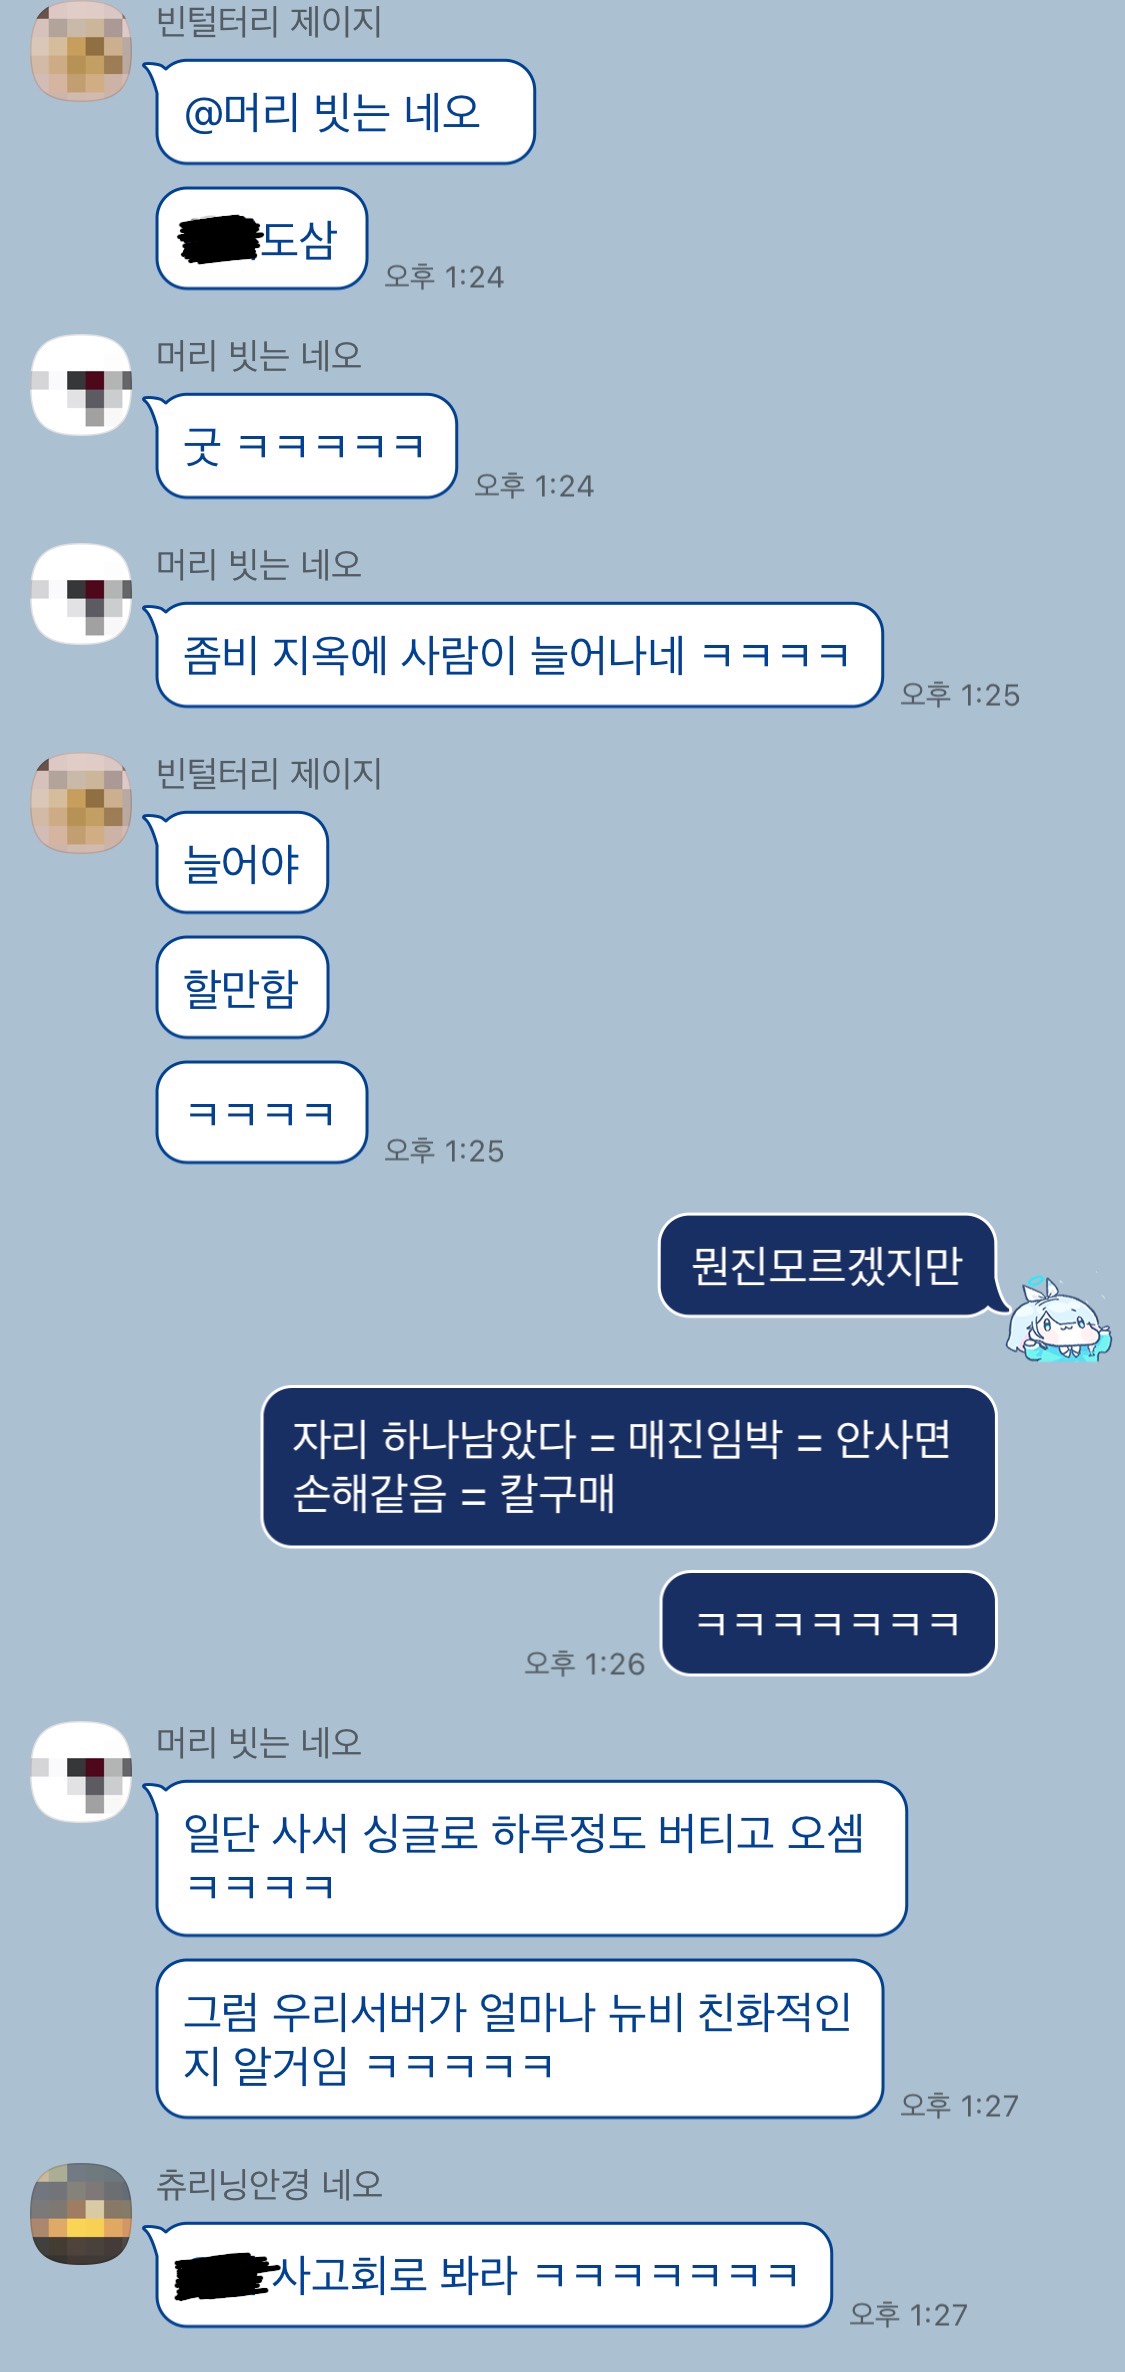 빈털터리 제이지
@머리 빗는 네오
도삼
오후 1:24
머리 빗는 네오
굿 ㅋㅋㅋㅋㅋ
오후 1:24
머리 빗는 네오
좀비 지옥에 사람이 늘어나네 ㅋㅋㅋㅋ
오후 1:25
빈털터리 제이지
늘어야
할만함
ㅋㅋㅋㅋ
오후 1:25
뭔진모르겠지만
자리 하나남았다 = 매진임박 = 안사면
손해같음 = 칼구매
ㅋㅋㅋㅋㅋㅋㅋ
오후 1:26
머리 빗는 네오
일단 사서 싱글로 하루정도 버티고 오셈
ㅋㅋㅋㅋ
그럼 우리서버가 얼마나 뉴비 친화적인
지 알거임 ㅋㅋㅋㅋㅋ
오후 1:27
츄리닝안경 네오
사고회로 봐라 ㅋㅋㅋㅋㅋㅋㅋ
오후 1:27